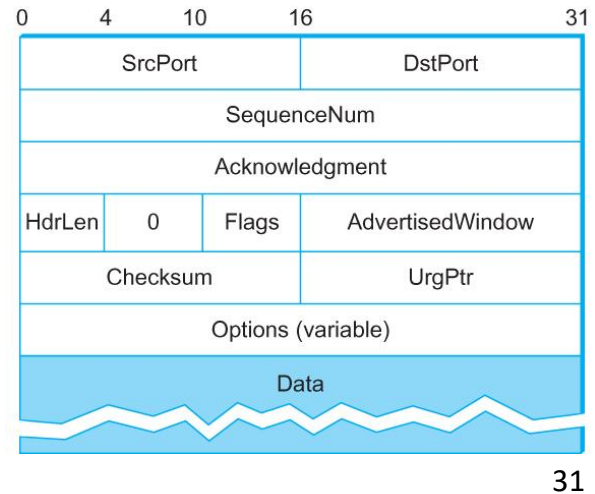 0 4 10 16 31
SrcPort DstPort
SequenceNum
Acknowledgment
HdrLen 0 Flags AdvertisedWindow
Checksum UrgPtr
Options (variable)
Data
31